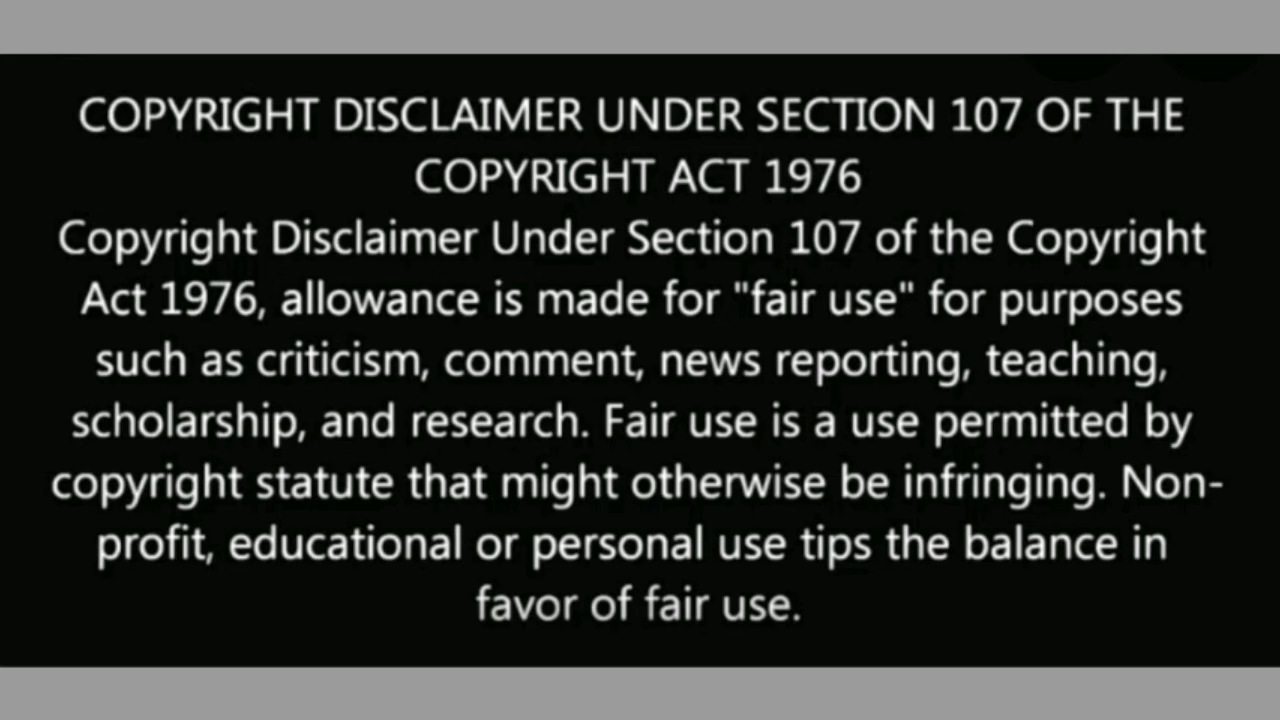 COPYRIGHT DISCLAIMER UNDER SECTION 107 OF THE
COPYRIGHT ACT 1976
Copyright Disclaimer Under Section 107 of the Copyright
Act 1976, allowance is made for "fair use" for purposes
such as criticism, comment, news reporting, teaching,
scholarship, and research. Fair use is a use permitted by
copyright statute that might otherwise be infringing. Non-
profit, educational or personal use tips the balance in
favor of fair use.